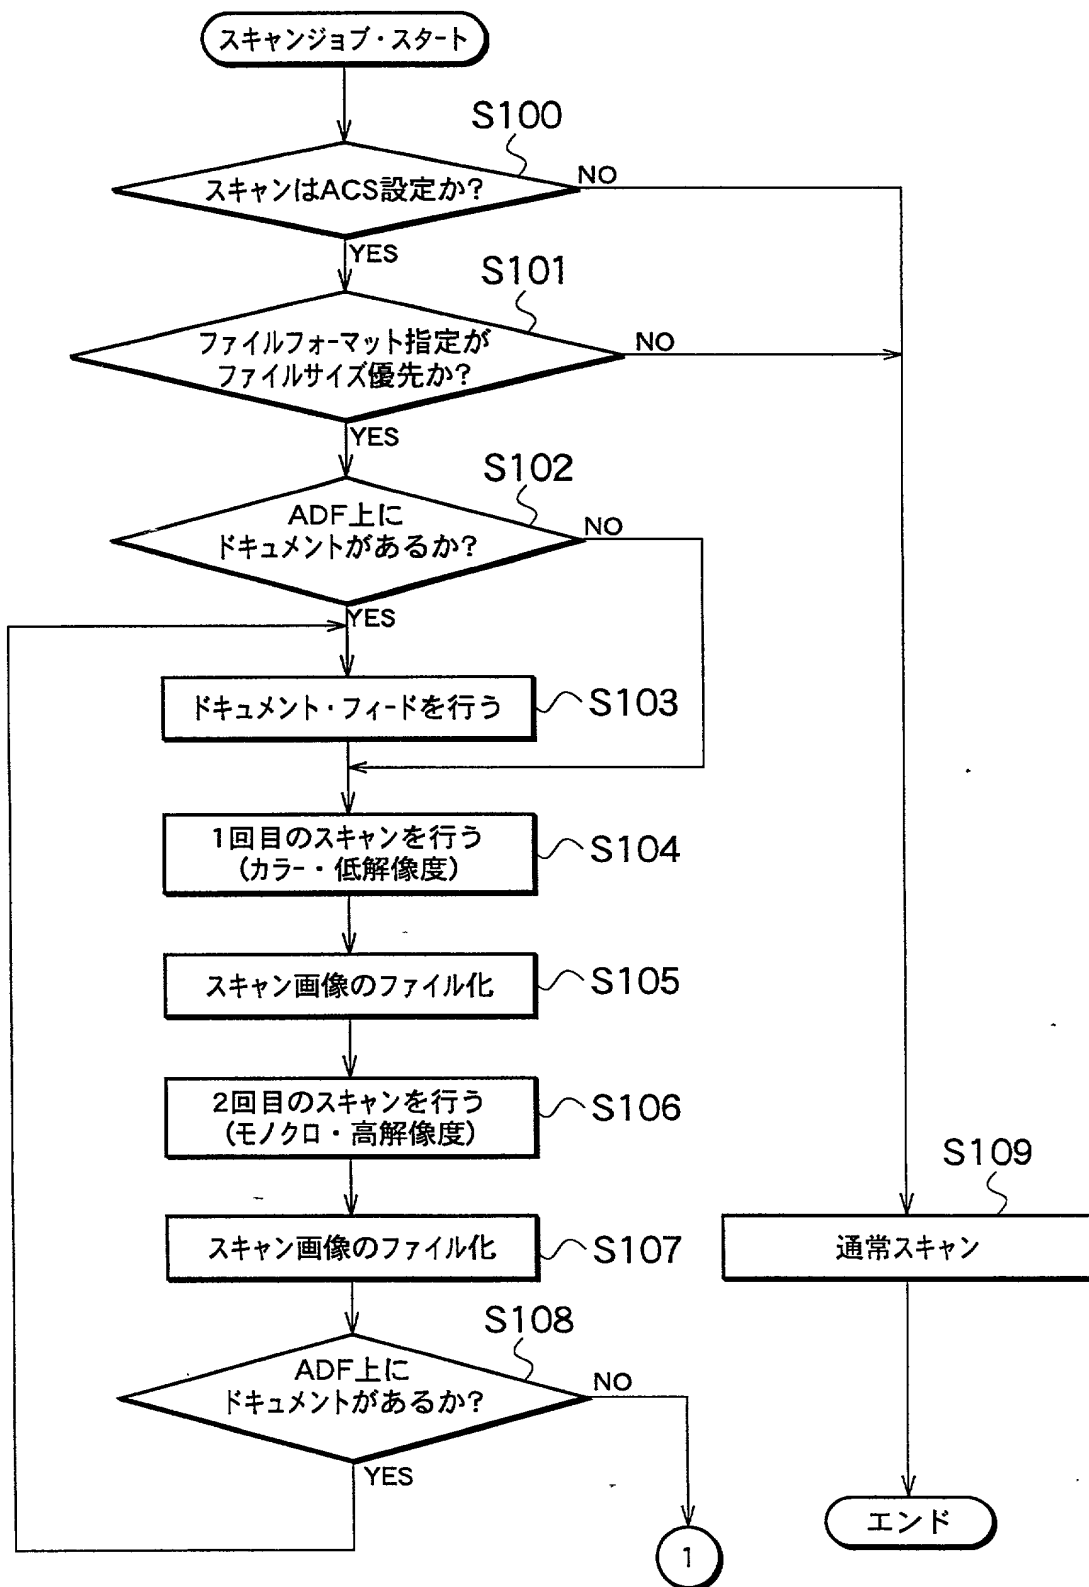 スキャンジョブ・スタート
S100
スキャンはACS設定か?
NO
YES
S101
ファイルフォーマット指定が
ファイルサイズ優先か?
NO
YES
S102
ADF上に
ドキュメントがあるか?
NO
YES
ドキュメント・フィードを行う
S103
1回目のスキャンを行う
(カラー・低解像度)
S104
スキャン画像のファイル化
S105
2回目のスキャンを行う
(モノクロ・高解像度)
S106
スキャン画像のファイル化
S107
S109
通常スキャン
S108
ADF上に
ドキュメントがあるか?
NO
YES
1
エンド